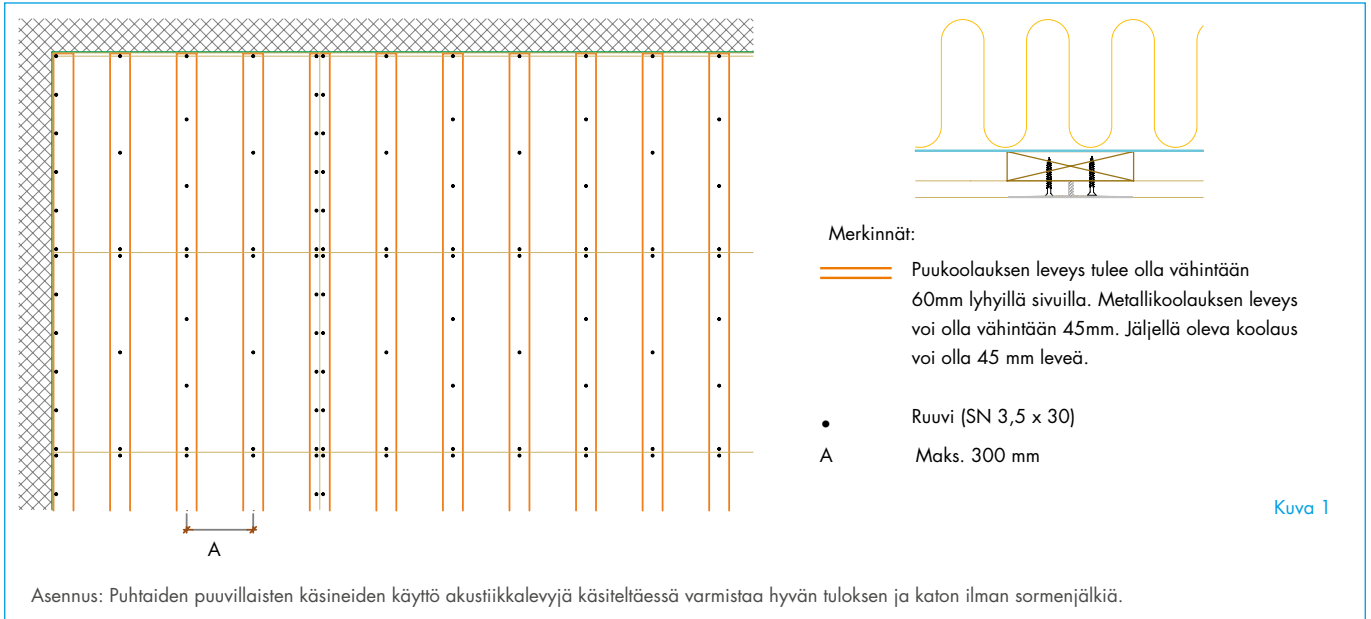 Merkinnät:
Puukoolauksen leveys tulee olla vähintään
60mm lyhyillä sivuilla. Metallikoolauksen leveys
voi olla vähintään 45mm. Jäljellä oleva koolaus
voi olla 45 mm leveä.
Ruuvi (SN 3,5 x 30)
A Maks. 300 mm
Kuva 1
A
Asennus: Puhtaiden puuvillaisten käsineiden käyttö akustiikkalevyjä käsiteltäessä varmistaa hyvän tuloksen ja katon ilman sormenjälkiä.